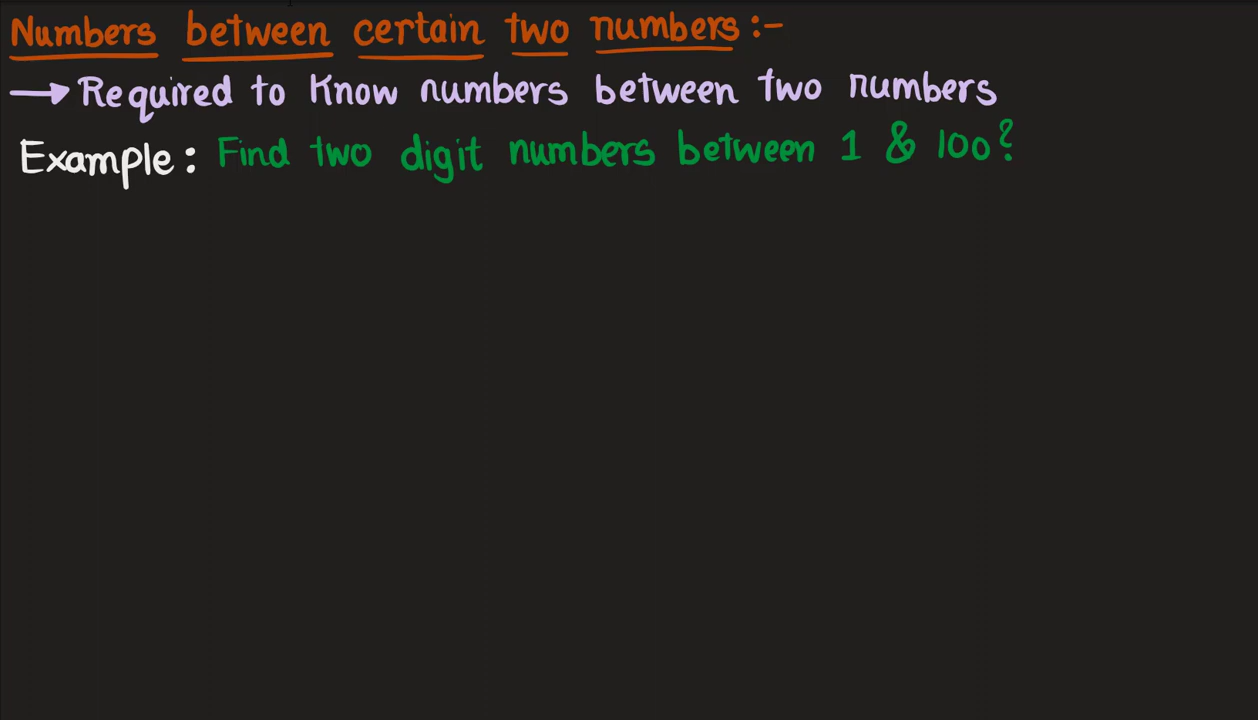 Numbers between certain two numbers :-
→ Required to Know numbers between two numbers
Example : Find two digit numbers between 1 & 100?